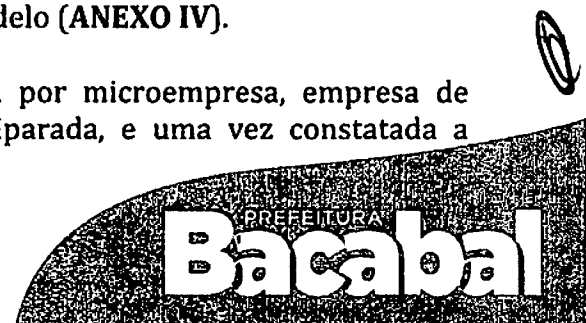 delo (ANEXO IV).
por microempresa, empresa de
parada, e uma vez constatada a
PREFEITURA
Bacabal